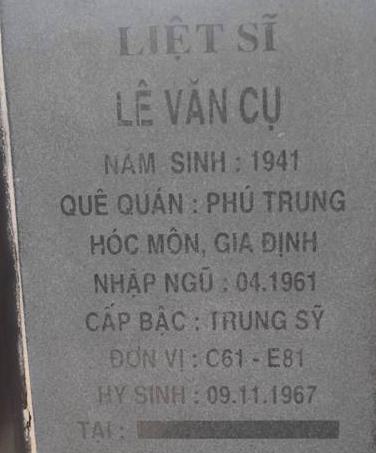 LIỆT SĨ
LÊ VĂN CỤ
NĂM SINH : 1941
QUÊ QUÁN : PHÚ TRUNG
HÓC MÔN, GIA ĐỊNH
NHẬP NGŨ : 04.1961
CẤP BẬC : TRUNG SỸ
ĐƠN VỊ : C61 - E81
HY SINH : 09.11.1967
TẠI :